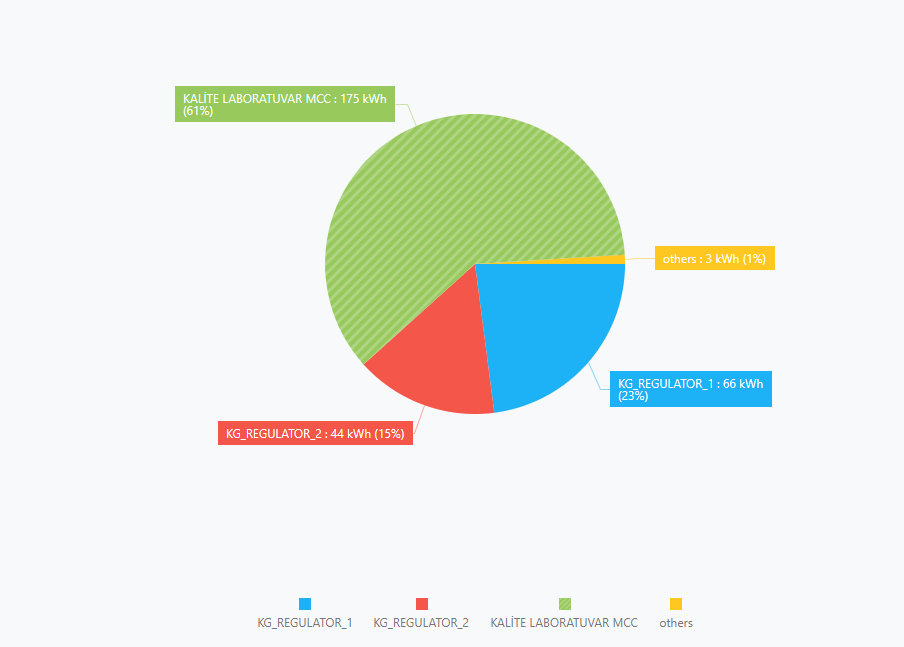 KALİTE LABORATUVAR MCC : 175 kWh
(61%)
others : 3 kWh (1%)
KG_REGULATOR_1 : 66 kWh
(23%)
KG_REGULATOR_2 : 44 kWh (15%)
KG_REGULATOR_1
KG_REGULATOR_2
KALİTE LABORATUVAR MCC
others